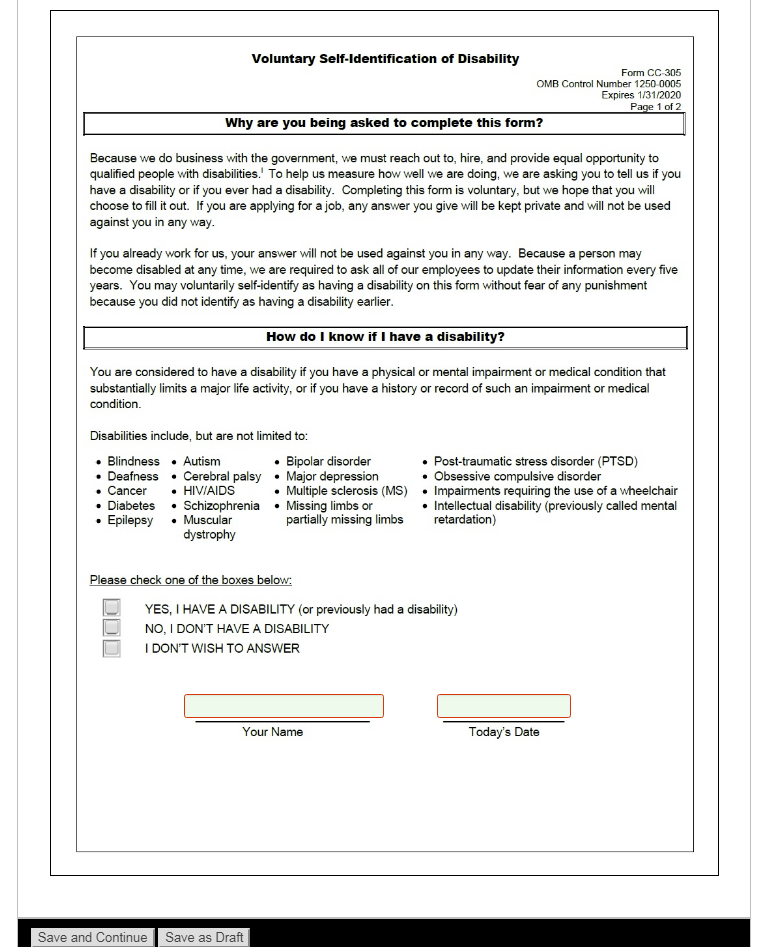 Voluntary Self-Identification of Disability
Form CC-305
OMB Control Number 1250-0005
Expires 1/31/2020
Page 1 of 2
Why are you being asked to complete this form?
Because we do business with the government, we must reach out to, hire, and provide equal opportunity to
qualified people with disabilities.¹ To help us measure how well we are doing, we are asking you to tell us if you
have a disability or if you ever had a disability. Completing this form is voluntary, but we hope that you will
choose to fill it out. If you are applying for a job, any answer you give will be kept private and will not be used
against you in any way.
If you already work for us, your answer will not be used against you in any way. Because a person may
become disabled at any time, we are required to ask all of our employees to update their information every five
years. You may voluntarily self-identify as having a disability on this form without fear of any punishment
because you did not identify as having a disability earlier.
How do I know if I have a disability?
You are considered to have a disability if you have a physical or mental impairment or medical condition that
substantially limits a major life activity, or if you have a history or record of such an impairment or medical
condition.
Disabilities include, but are not limited to:
• Blindness
• Deafness
• Cancer
• Diabetes
• Epilepsy
• Autism
• Cerebral palsy
• HIV/AIDS
• Schizophrenia
• Muscular
dystrophy
• Bipolar disorder
• Major depression
• Multiple sclerosis (MS)
• Missing limbs or
partially missing limbs
• Post-traumatic stress disorder (PTSD)
• Obsessive compulsive disorder
• Impairments requiring the use of a wheelchair
• Intellectual disability (previously called mental
retardation)
Please check one of the boxes below:
YES, I HAVE A DISABILITY (or previously had a disability)
NO, I DON'T HAVE A DISABILITY
I DON'T WISH TO ANSWER
Your Name
Today's Date
Save and Continue
Save as Draft